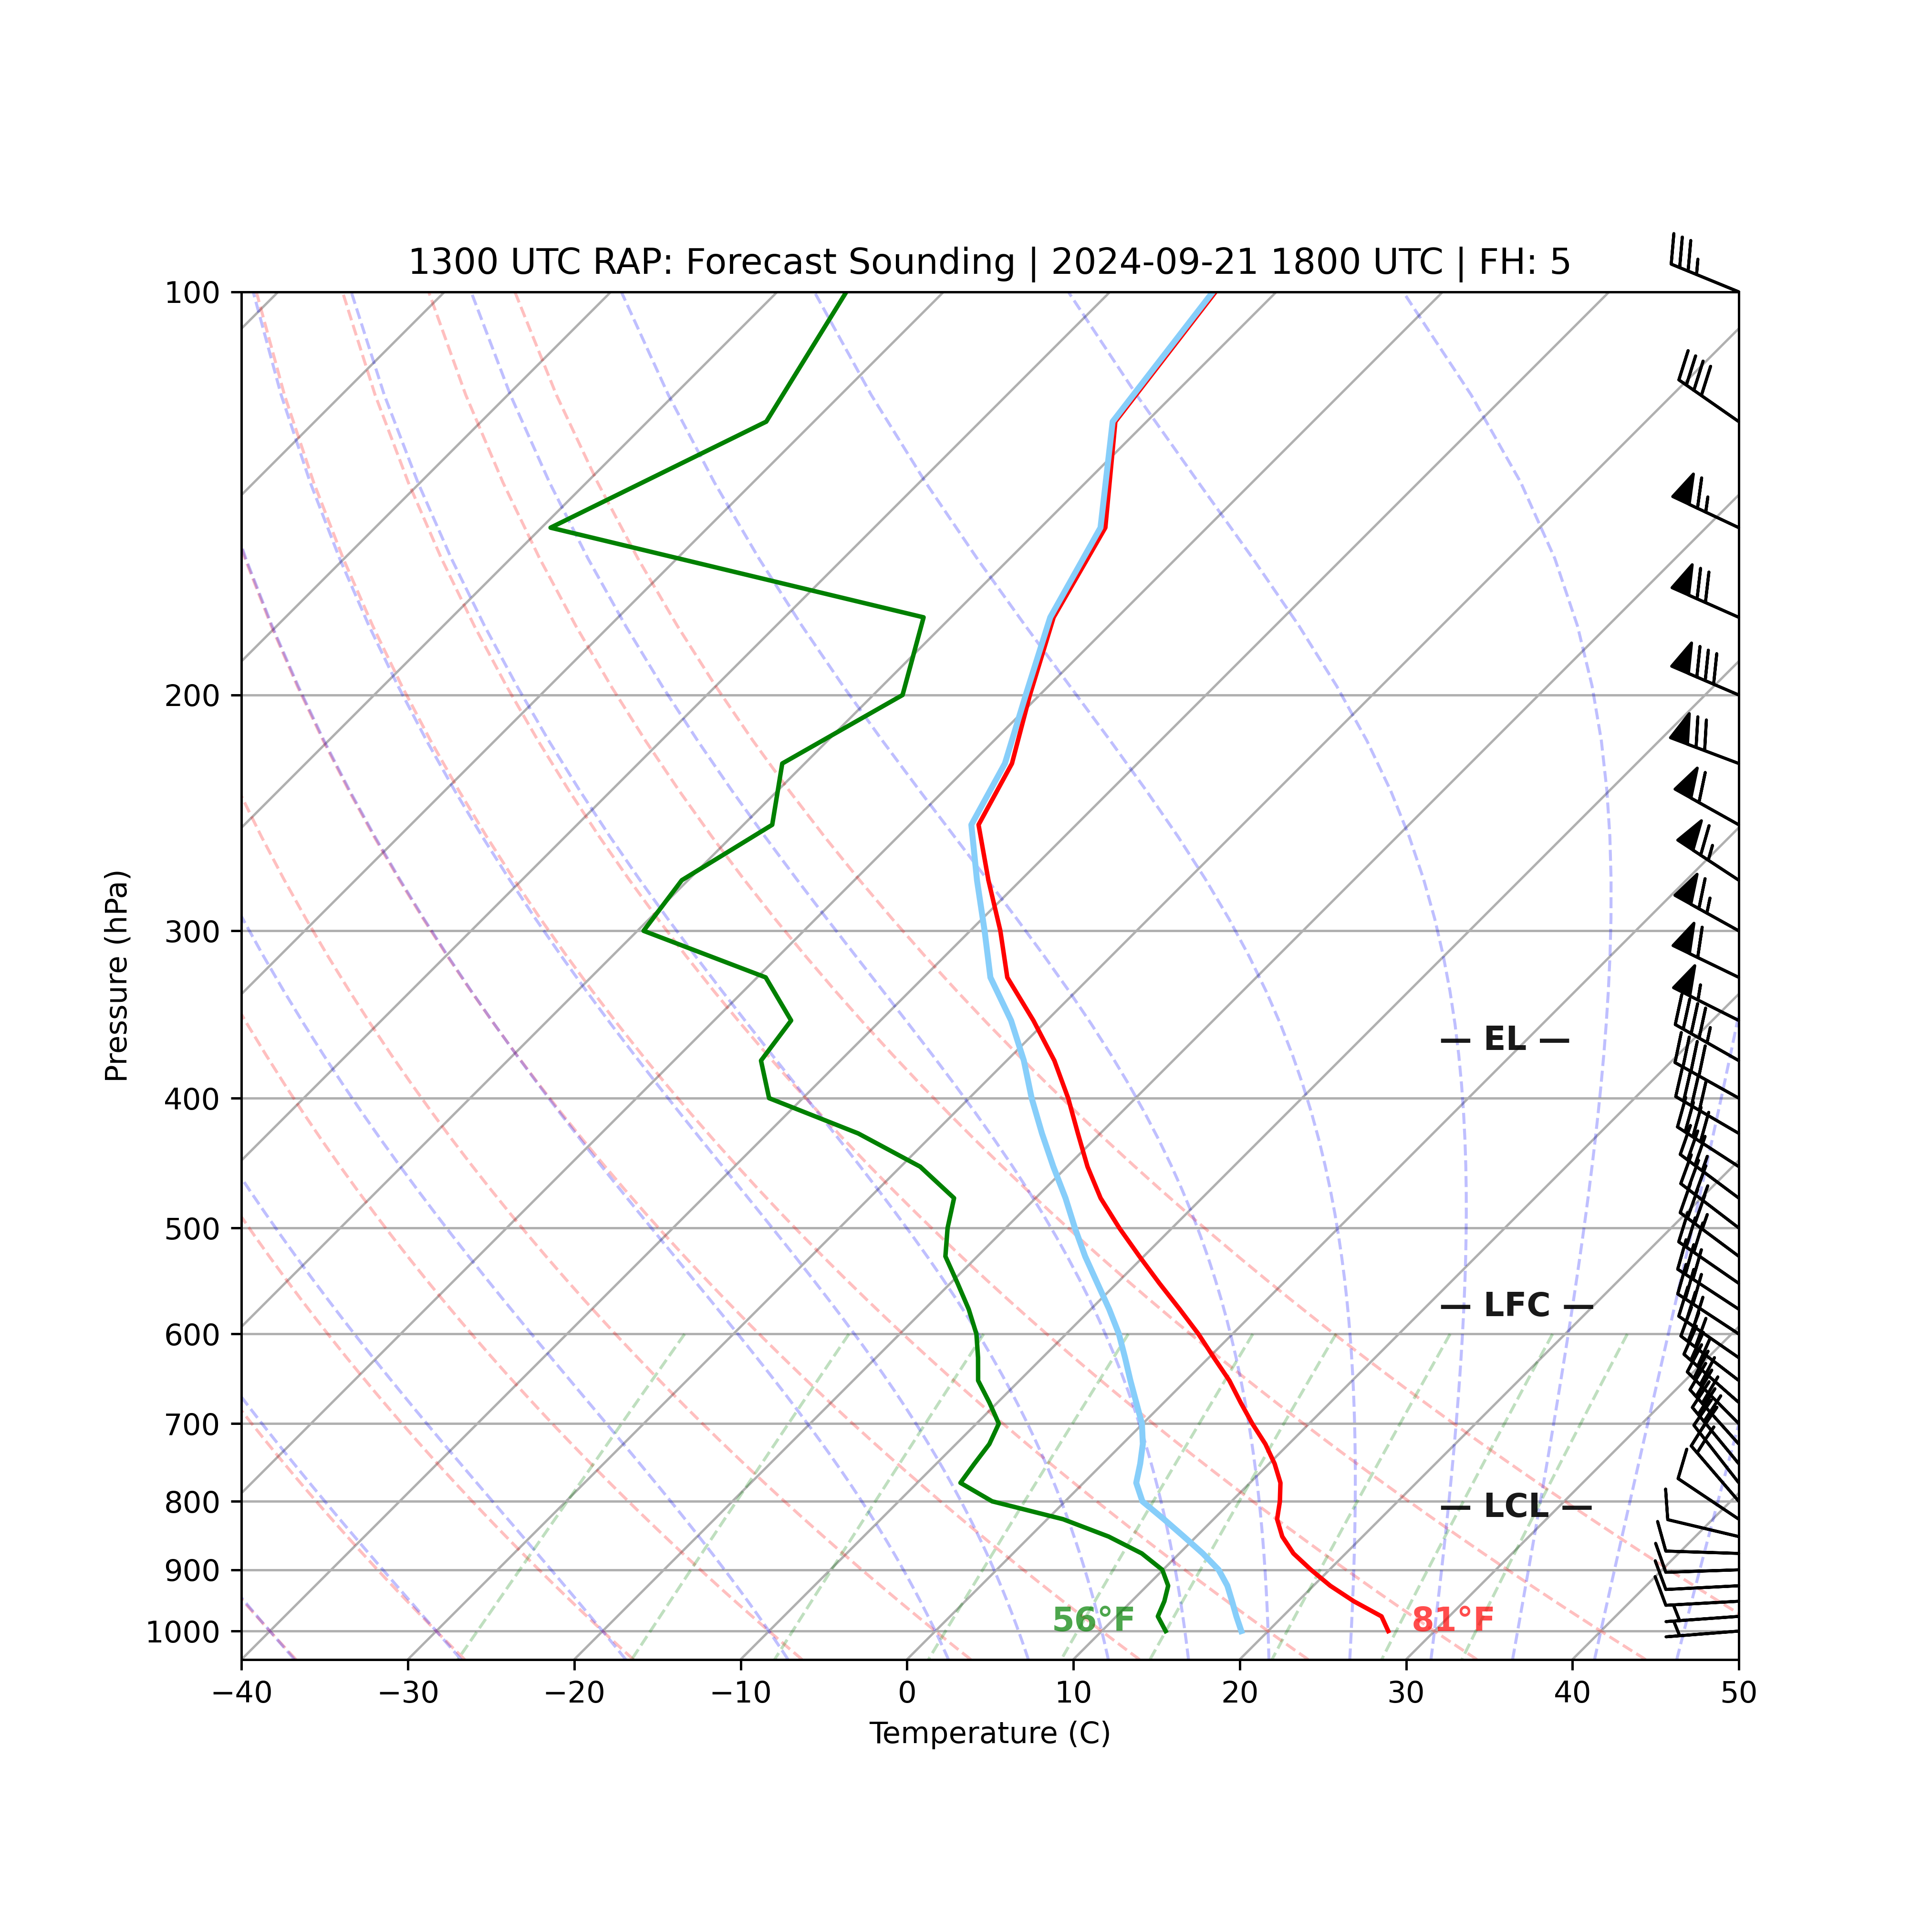 1300 UTC RAP: Forecast Sounding | 2024-09-21 1800 UTC | FH: 5
100
200
300
— EL —
400
500
— LFC —
600
700
800
— LCL —
900
56°F
81°F
1000
Pressure (hPa)
−40 −30 −20 −10 0 10 20 30 40 50
Temperature (C)